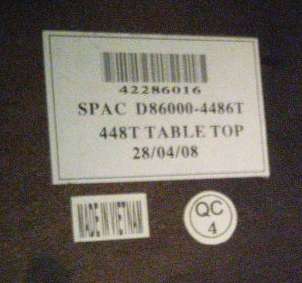 42286016
SPAC D86000-4486T
448T TABLE TOP
28/04/08
MADE IN VIETNAM
QC
4